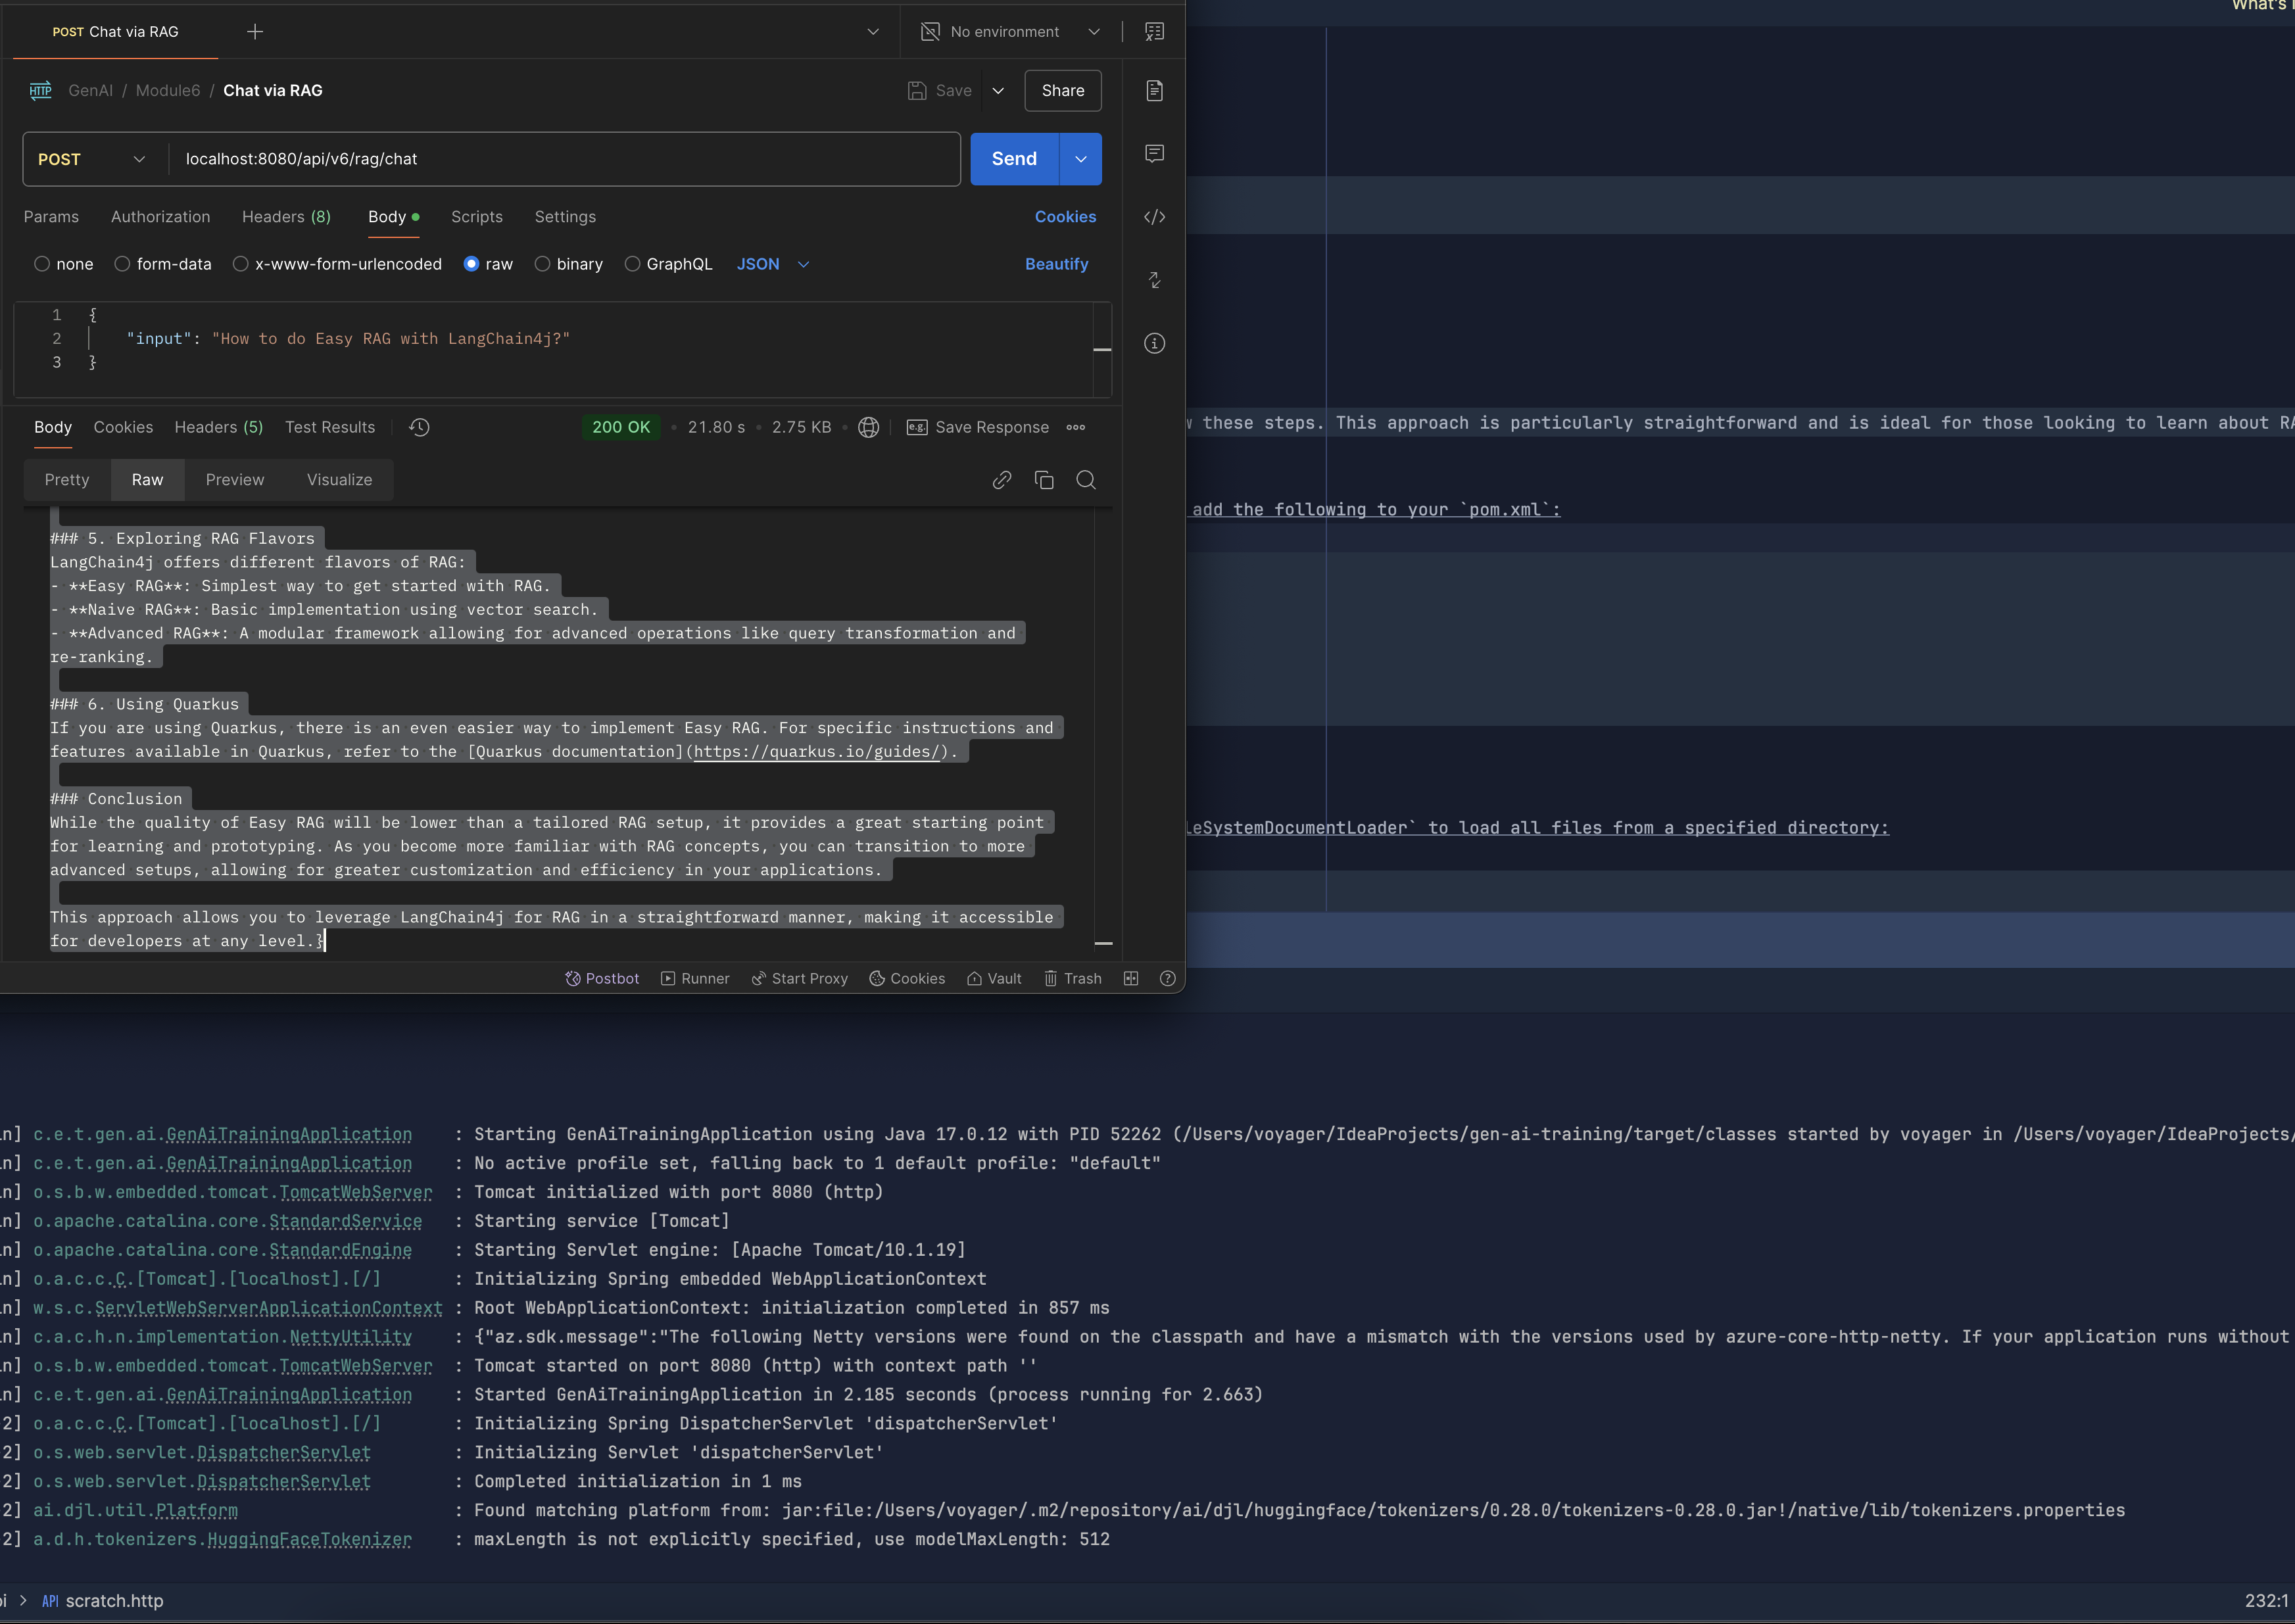 What's
POST Chat via RAG
No environment
GenAI / Module6 / Chat via RAG
Save
Share
POST localhost:8080/api/v6/rag/chat
Send
Params Authorization Headers (8) Body Scripts Settings Cookies
none form-data x-www-form-urlencoded raw binary GraphQL JSON Beautify
1 {
2 "input": "How to do Easy RAG with LangChain4j?"
3 }
Body Cookies Headers (5) Test Results 200 OK • 21.80 s • 2.75 KB • e.g. Save Response
Pretty Raw Preview Visualize
### 5. Exploring RAG Flavors
LangChain4j offers different flavors of RAG:
- **Easy RAG**: Simplest way to get started with RAG.
- **Naive RAG**: Basic implementation using vector search.
- **Advanced RAG**: A modular framework allowing for advanced operations like query transformation and
re-ranking.
### 6. Using Quarkus
If you are using Quarkus, there is an even easier way to implement Easy RAG. For specific instructions and
features available in Quarkus, refer to the [Quarkus documentation](https://quarkus.io/guides/).
### Conclusion
While the quality of Easy RAG will be lower than a tailored RAG setup, it provides a great starting point
for learning and prototyping. As you become more familiar with RAG concepts, you can transition to more
advanced setups, allowing for greater customization and efficiency in your applications.
This approach allows you to leverage LangChain4j for RAG in a straightforward manner, making it accessible
for developers at any level.}
Postbot Runner Start Proxy Cookies Vault Trash
these steps. This approach is particularly straightforward and is ideal for those looking to learn about RA
add the following to your `pom.xml`:
leSystemDocumentLoader` to load all files from a specified directory:
in] c.e.t.gen.ai.GenAiTrainingApplication : Starting GenAiTrainingApplication using Java 17.0.12 with PID 52262 (/Users/voyager/IdeaProjects/gen-ai-training/target/classes started by voyager in /Users/voyager/IdeaProjects/
in] c.e.t.gen.ai.GenAiTrainingApplication : No active profile set, falling back to 1 default profile: "default"
in] o.s.b.w.embedded.tomcat.TomcatWebServer : Tomcat initialized with port 8080 (http)
in] o.apache.catalina.core.StandardService : Starting service [Tomcat]
in] o.apache.catalina.core.StandardEngine : Starting Servlet engine: [Apache Tomcat/10.1.19]
in] o.a.c.c.C.[Tomcat].[localhost].[/] : Initializing Spring embedded WebApplicationContext
in] w.s.c.ServletWebServerApplicationContext : Root WebApplicationContext: initialization completed in 857 ms
in] c.a.c.h.n.implementation.NettyUtility : {"az.sdk.message":"The following Netty versions were found on the classpath and have a mismatch with the versions used by azure-core-http-netty. If your application runs without
in] o.s.b.w.embedded.tomcat.TomcatWebServer : Tomcat started on port 8080 (http) with context path ''
in] c.e.t.gen.ai.GenAiTrainingApplication : Started GenAiTrainingApplication in 2.185 seconds (process running for 2.663)
2] o.a.c.c.C.[Tomcat].[localhost].[/] : Initializing Spring DispatcherServlet 'dispatcherServlet'
2] o.s.web.servlet.DispatcherServlet : Initializing Servlet 'dispatcherServlet'
2] o.s.web.servlet.DispatcherServlet : Completed initialization in 1 ms
2] ai.djl.util.Platform : Found matching platform from: jar:file:/Users/voyager/.m2/repository/ai/djl/huggingface/tokenizers/0.28.0/tokenizers-0.28.0.jar!/native/lib/tokenizers.properties
2] a.d.h.tokenizers.HuggingFaceTokenizer : maxLength is not explicitly specified, use modelMaxLength: 512
pi > API scratch.http
232:1